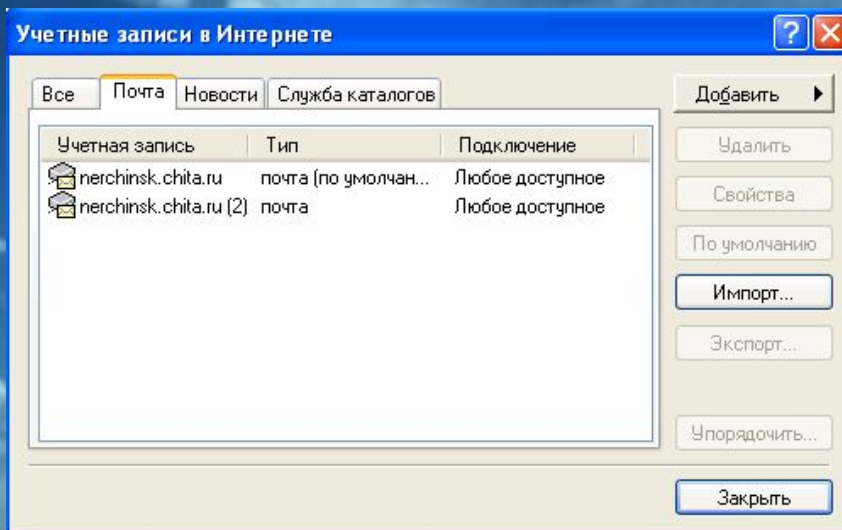 Учетные записи в Интернете
Все Почта Новости Служба каталогов
Учетная запись Тип Подключение
nerchinsk.chita.ru почта (по умолчан... Любое доступное
nerchinsk.chita.ru (2) почта Любое доступное
Добавить
Удалить
Свойства
По умолчанию
Импорт...
Экспорт...
Упорядочить...
Закрыть